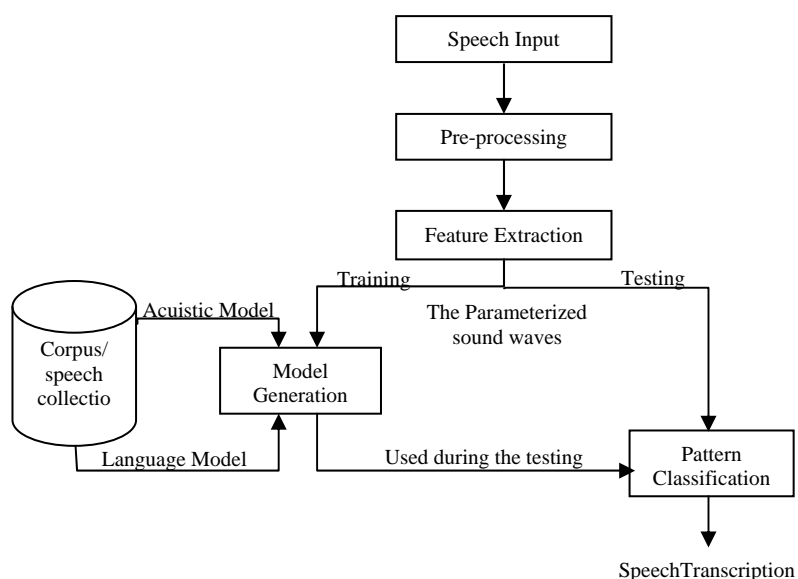 Speech Input
Pre-processing
Feature Extraction
Training
Testing
The Parameterized
sound waves
Acuistic Model
Corpus/
speech
collectio
Model
Generation
Language Model
Used during the testing
Pattern
Classification
SpeechTranscription